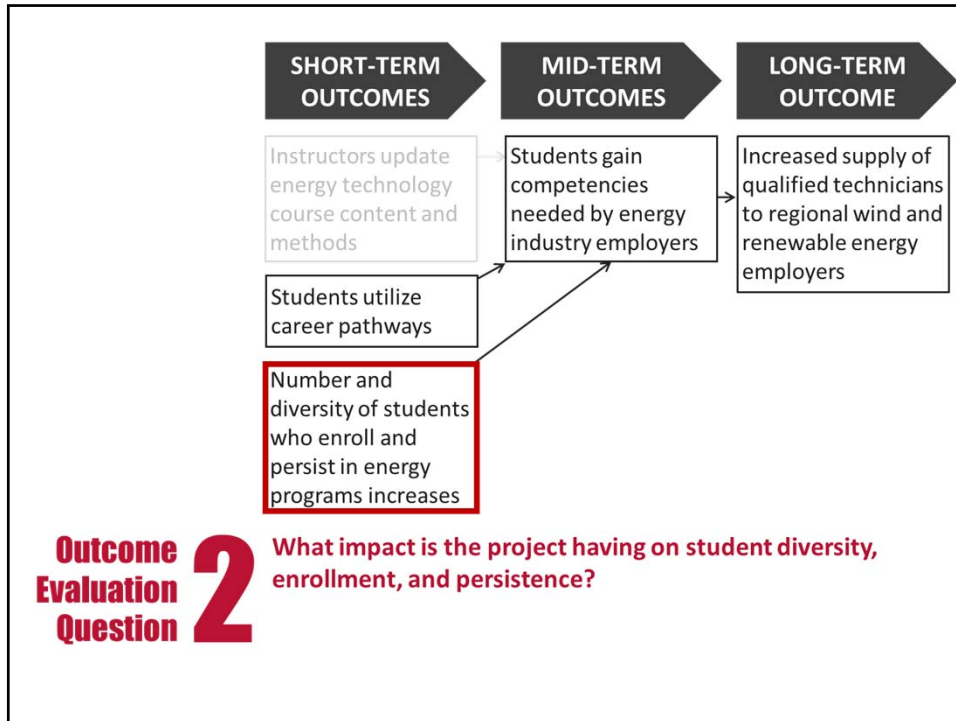 SHORT-TERM
OUTCOMES
MID-TERM
OUTCOMES
LONG-TERM
OUTCOME
Instructors update
energy technology
course content and
methods
Students gain
competencies
needed by energy
industry employers
Increased supply of
qualified technicians
to regional wind and
renewable energy
employers
Students utilize
career pathways
Number and
diversity of students
who enroll and
persist in energy
programs increases
Outcome
Evaluation
Question
2
What impact is the project having on student diversity,
enrollment, and persistence?